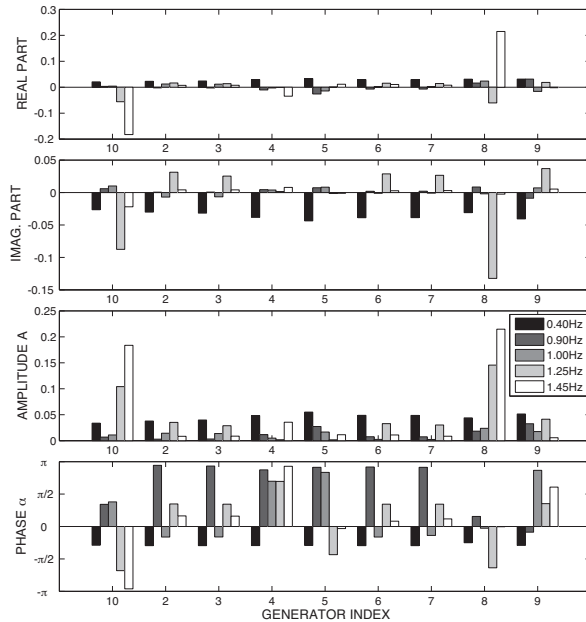 REAL PART
0.3
0.2
0.1
0
-0.1
-0.2
10 2 3 4 5 6 7 8 9
IMAG. PART
0.05
0
-0.05
-0.1
-0.15
10 2 3 4 5 6 7 8 9
AMPLITUDE A
0.25
0.2
0.15
0.1
0.05
0
0.40Hz
0.90Hz
1.00Hz
1.25Hz
1.45Hz
10 2 3 4 5 6 7 8 9
PHASE α
π
π/2
0
-π/2
-π
10 2 3 4 5 6 7 8 9
GENERATOR INDEX